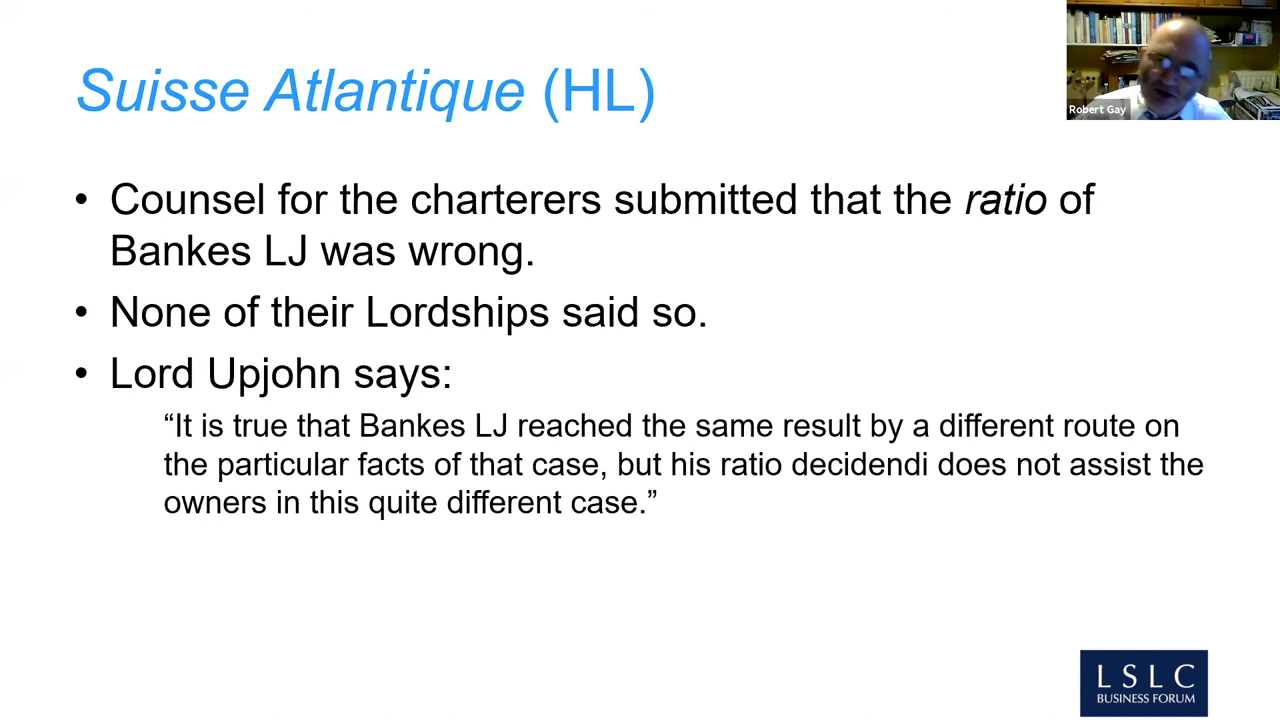 Suisse Atlantique (HL)
Robert Gay
• Counsel for the charterers submitted that the ratio of
Bankes LJ was wrong.
• None of their Lordships said so.
• Lord Upjohn says:
“It is true that Bankes LJ reached the same result by a different route on
the particular facts of that case, but his ratio decidendi does not assist the
owners in this quite different case.”
LSLC
BUSINESS FORUM